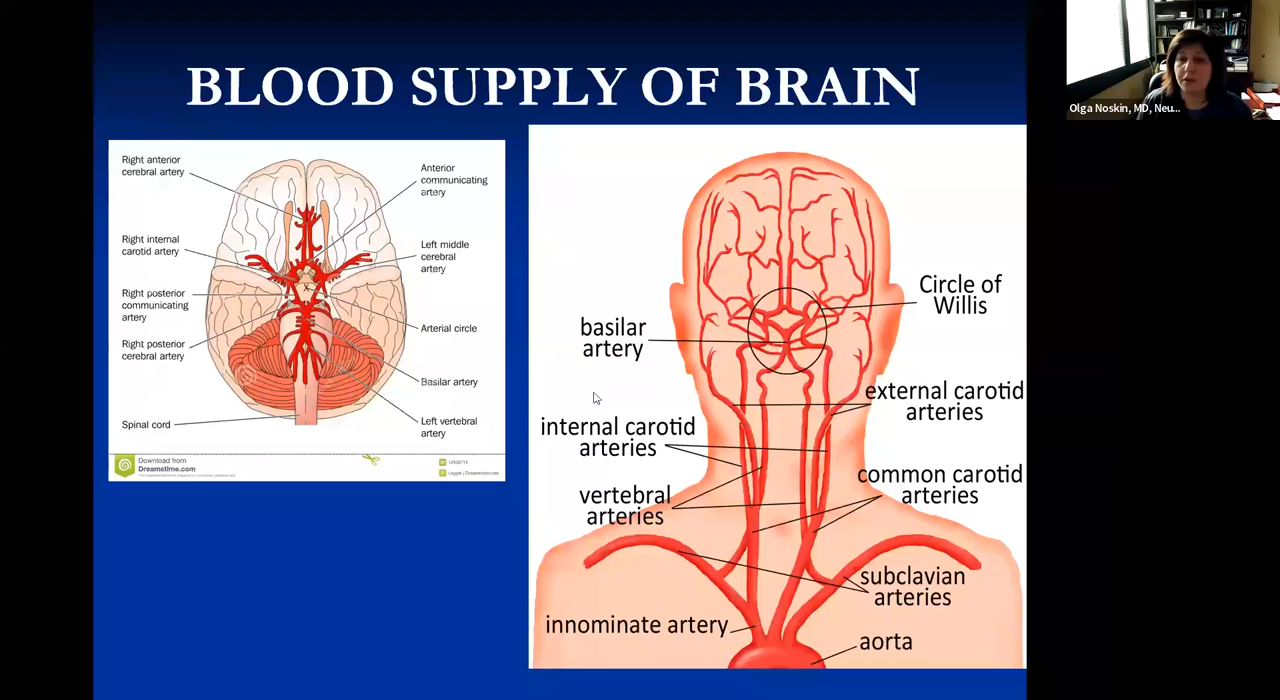 BLOOD SUPPLY OF BRAIN
Right anterior
cerebral artery
Right internal
carotid artery
Right posterior
communicating
artery
Right posterior
cerebral artery
Spinal cord
Anterior
communicating
artery
Left middle
cerebral
artery
Arterial circle
Basilar artery
Left vertebral
artery
Download from
Dreamstime.com
basilar
artery
Circle of
Willis
external carotid
arteries
internal carotid
arteries
common carotid
arteries
vertebral
arteries
subclavian
arteries
innominate artery
aorta
Olga Noskin, MD, Neu...